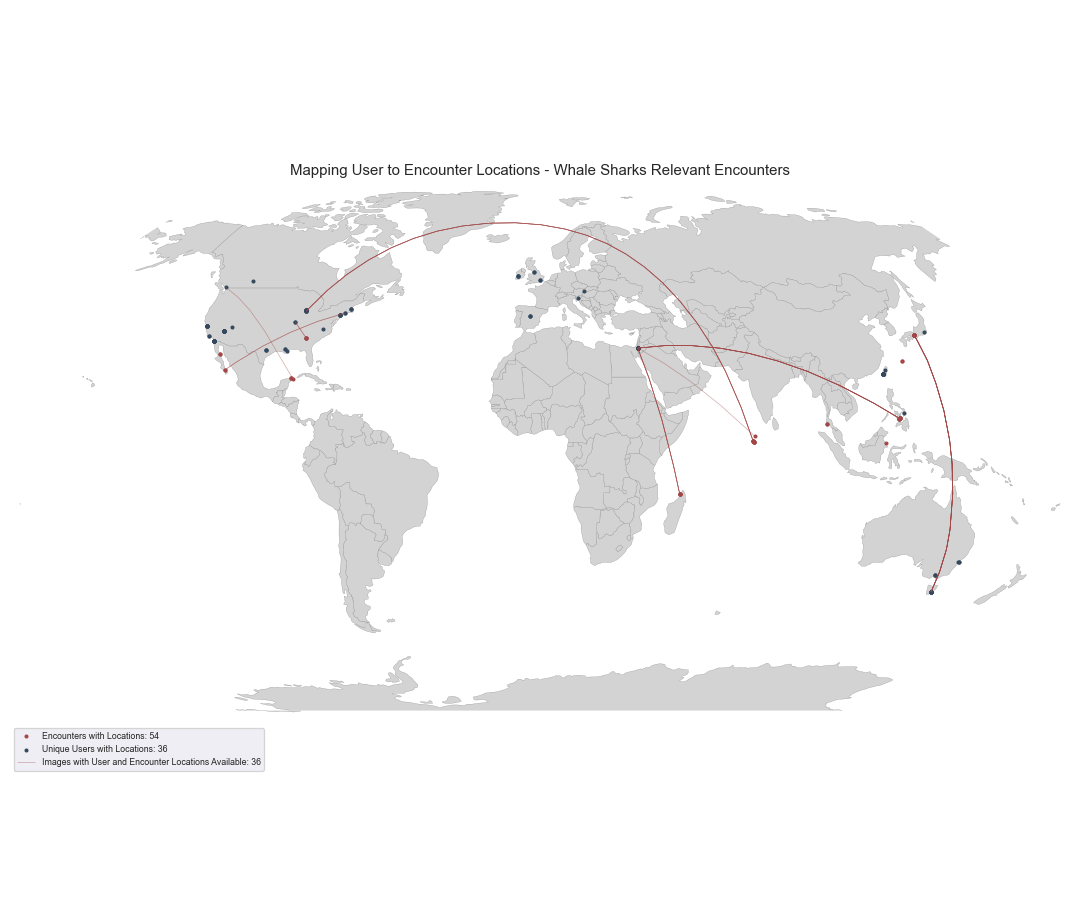 Mapping User to Encounter Locations - Whale Sharks Relevant Encounters
Encounters with Locations: 54
Unique Users with Locations: 36
Images with User and Encounter Locations Available: 36